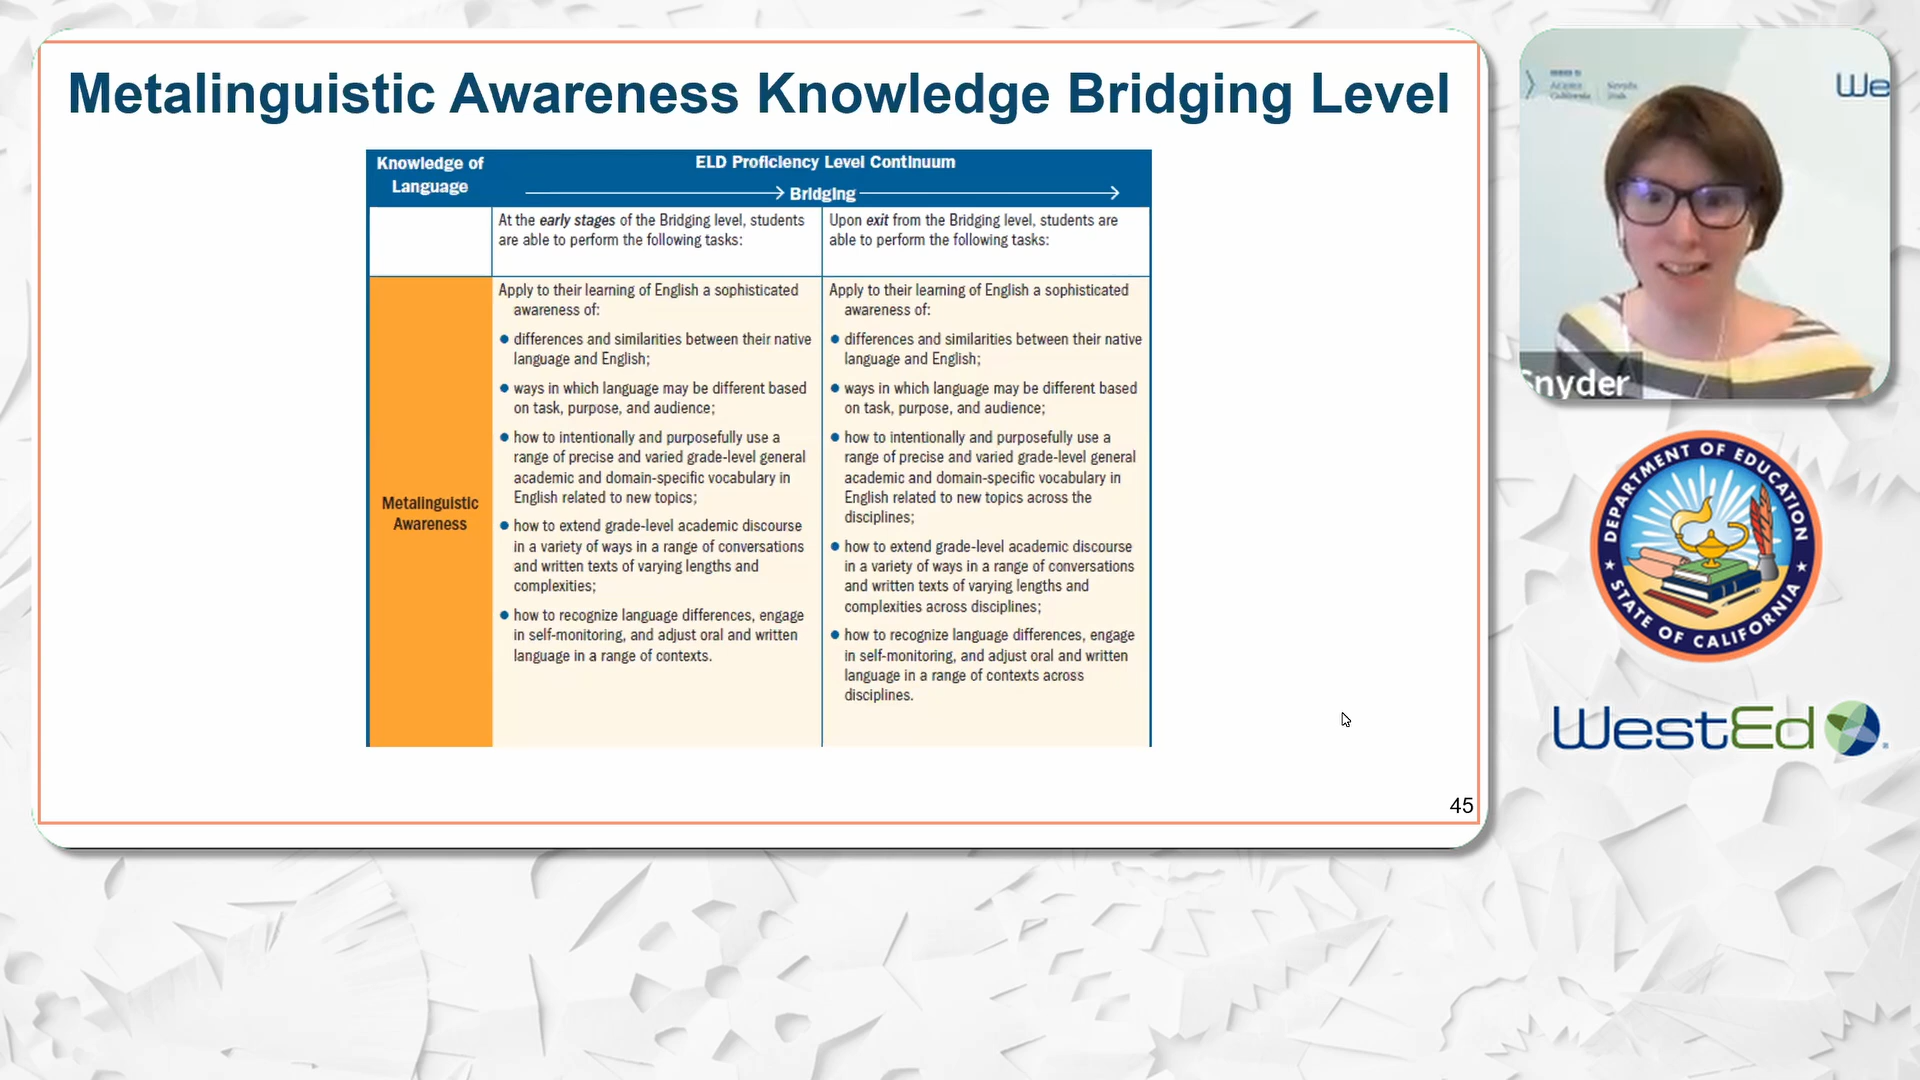 Metalinguistic Awareness Knowledge Bridging Level
Knowledge of
Language
ELD Proficiency Level Continuum
Bridging
At the early stages of the Bridging level, students
are able to perform the following tasks:
Upon exit from the Bridging level, students are
able to perform the following tasks:
Metalinguistic
Awareness
Apply to their learning of English a sophisticated
awareness of:
● differences and similarities between their native
language and English;
● ways in which language may be different based
on task, purpose, and audience;
● how to intentionally and purposefully use a
range of precise and varied grade-level general
academic and domain-specific vocabulary in
English related to new topics;
● how to extend grade-level academic discourse
in a variety of ways in a range of conversations
and written texts of varying lengths and
complexities;
● how to recognize language differences, engage
in self-monitoring, and adjust oral and written
language in a range of contexts.
Apply to their learning of English a sophisticated
awareness of:
● differences and similarities between their native
language and English;
● ways in which language may be different based
on task, purpose, and audience;
● how to intentionally and purposefully use a
range of precise and varied grade-level general
academic and domain-specific vocabulary in
English related to new topics across the
disciplines;
● how to extend grade-level academic discourse
in a variety of ways in a range of conversations
and written texts of varying lengths and
complexities across disciplines;
● how to recognize language differences, engage
in self-monitoring, and adjust oral and written
language in a range of contexts across
disciplines.
45
California
We
Snyder
DEPARTMENT OF EDUCATION
STATE OF CALIFORNIA
WestEd